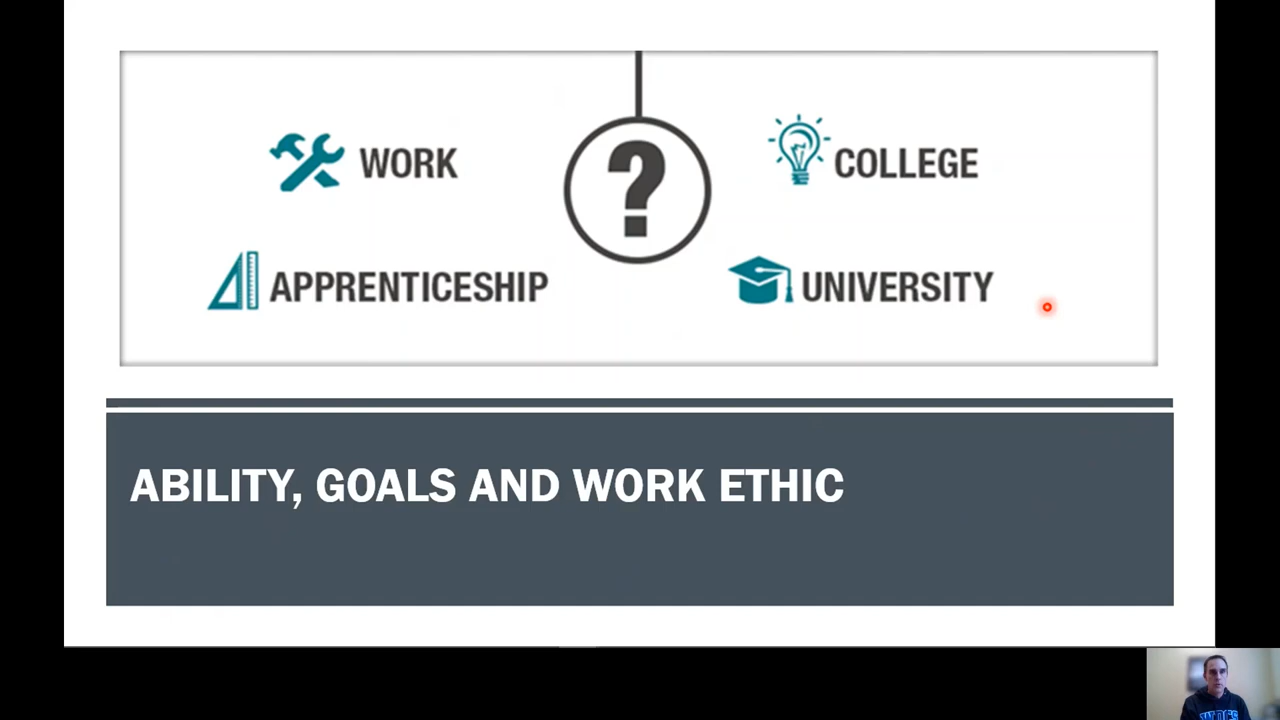 WORK
?
COLLEGE
APPRENTICESHIP
UNIVERSITY
ABILITY, GOALS AND WORK ETHIC